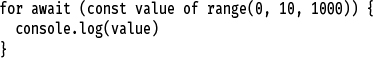 for await (const value of range(0, 10, 1000)) {
  console.log(value)
}